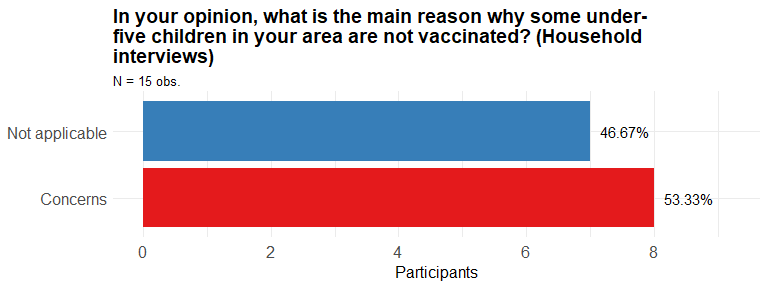 In your opinion, what is the main reason why some under-
five children in your area are not vaccinated? (Household
interviews)
N = 15 obs.
Not applicable
46.67%
Concerns
53.33%
0 2 4 6 8
Participants